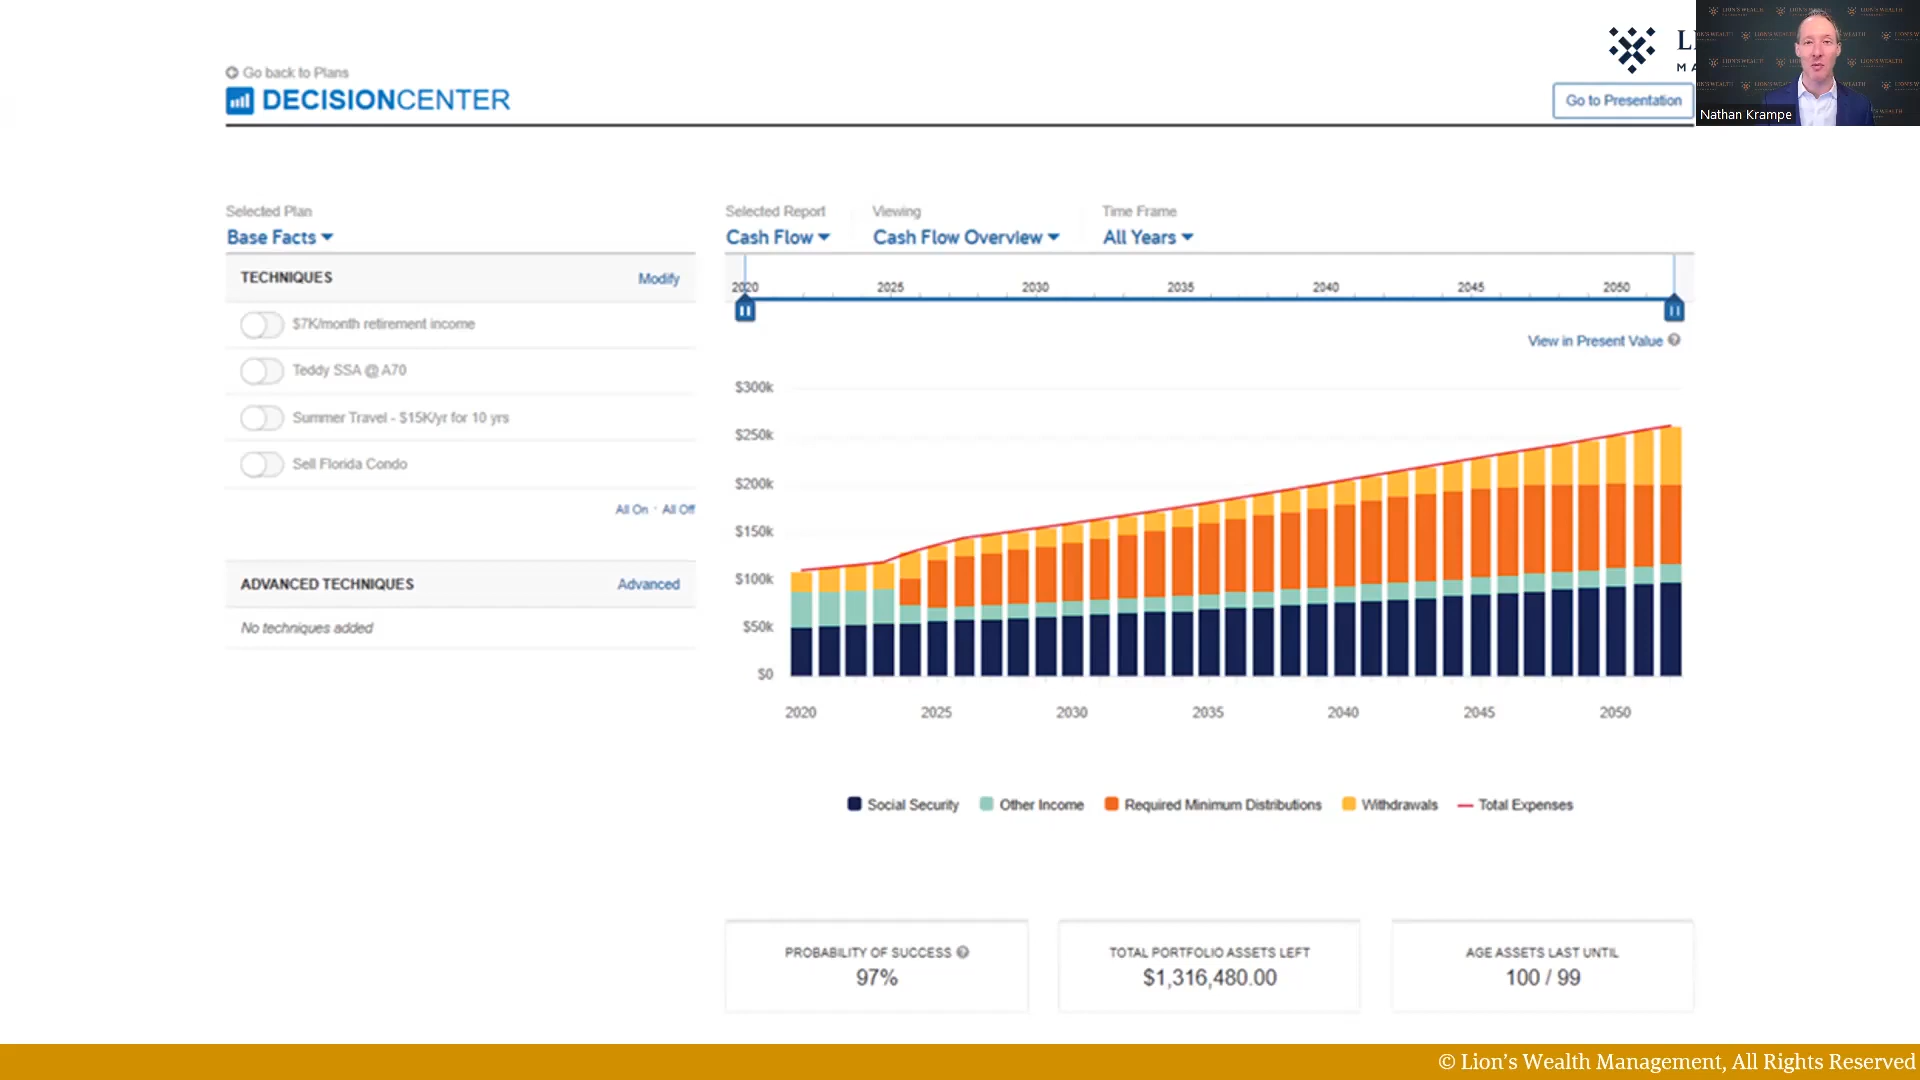 Go back to Plans
DECISIONCENTER
Go to Presentation
Nathan Krampe
Selected Plan
Base Facts
TECHNIQUES
Modify
$7K/month retirement income
Teddy SSA @ A70
Summer Travel - $15K/yr for 10 yrs
Sell Florida Condo
All On · All Off
ADVANCED TECHNIQUES
Advanced
No techniques added
Selected Report
Viewing
Time Frame
Cash Flow
Cash Flow Overview
All Years
2020 2025 2030 2035 2040 2045 2050
View in Present Value
$300k
$250k
$200k
$150k
$100k
$50k
$0
2020 2025 2030 2035 2040 2045 2050
Social Security Other Income Required Minimum Distributions Withdrawals Total Expenses
PROBABILITY OF SUCCESS
97%
TOTAL PORTFOLIO ASSETS LEFT
$1,316,480.00
AGE ASSETS LAST UNTIL
100 / 99
© Lion’s Wealth Management, All Rights Reserved